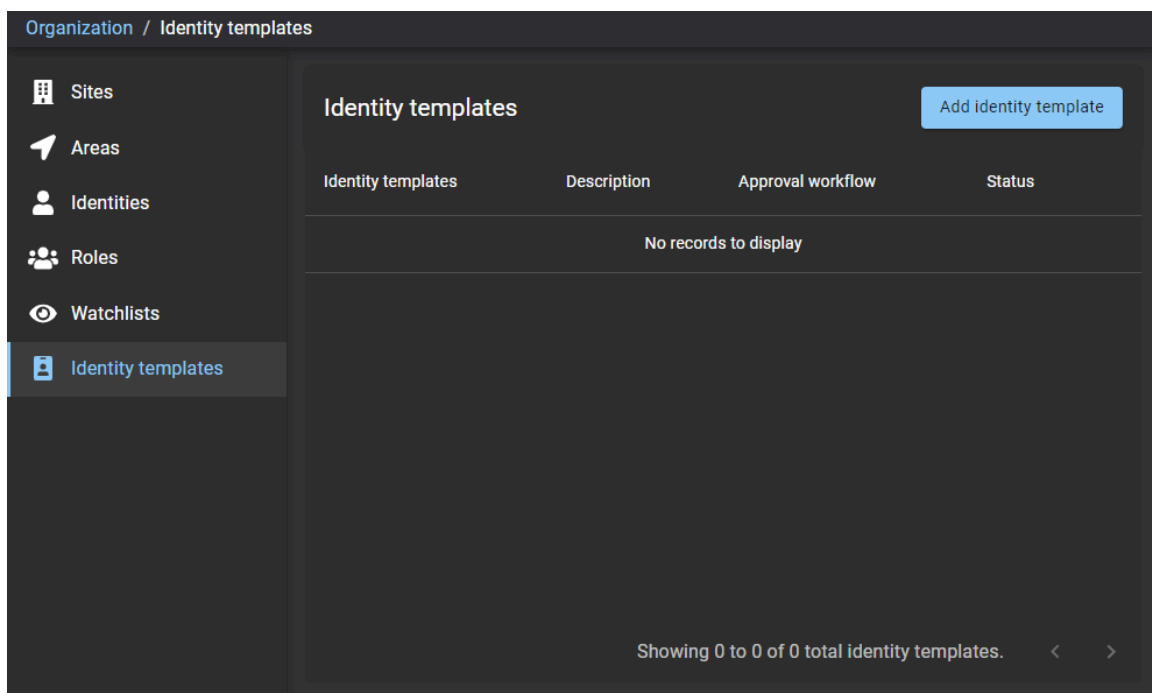 Organization / Identity templates
Sites
Areas
Identities
Roles
Watchlists
Identity templates
Identity templates
Add identity template
Identity templates Description Approval workflow Status
No records to display
Showing 0 to 0 of 0 total identity templates. < >